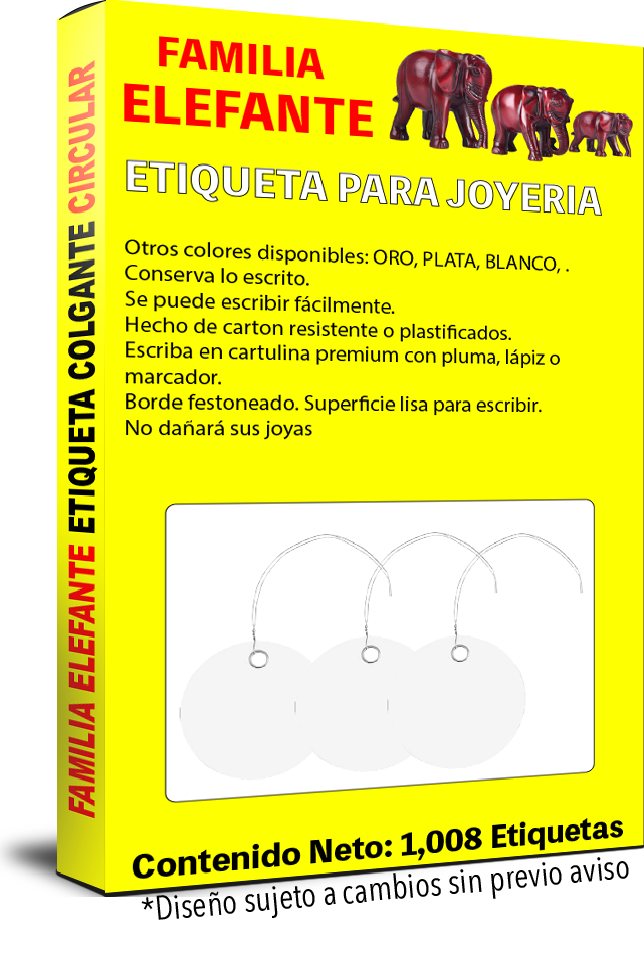 FAMILIA
ELEFANTE
ETIQUETA PARA JOYERIA
Otros colores disponibles: ORO, PLATA, BLANCO, .
Conserva lo escrito.
Se puede escribir fácilmente.
Hecho de carton resistente o plastificados.
Escriba en cartulina premium con pluma, lápiz o
marcador.
Borde festoneado. Superficie lisa para escribir.
No dañará sus joyas
Contenido Neto: 1,008 Etiquetas
*Diseño sujeto a cambios sin previo aviso
FAMILIA ELEFANTE ETIQUETA COLGANTE CIRCULAR